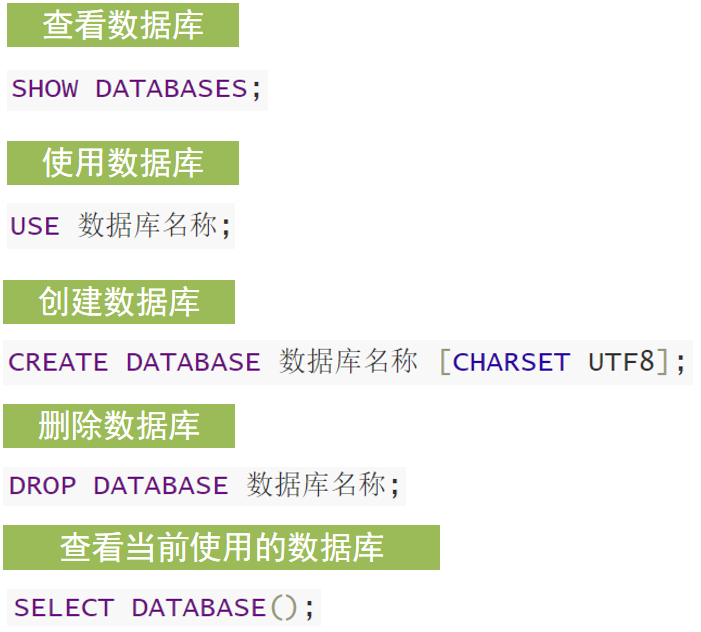 查看数据库
SHOW DATABASES;
使用数据库
USE 数据库名称;
创建数据库
CREATE DATABASE 数据库名称 [CHARSET UTF8];
删除数据库
DROP DATABASE 数据库名称;
查看当前使用的数据库
SELECT DATABASE();